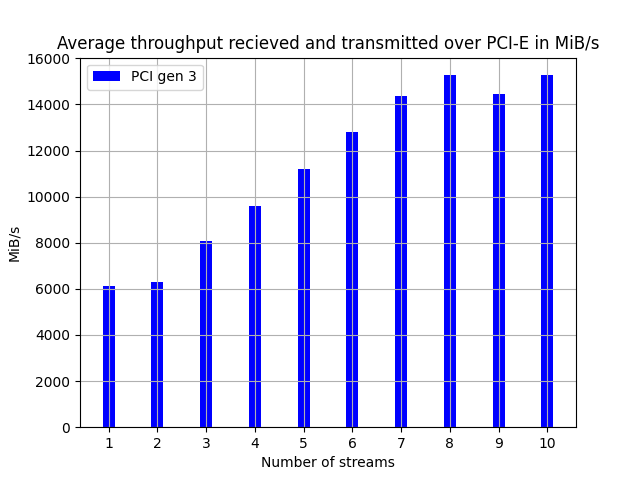 Average throughput recieved and transmitted over PCI-E in MiB/s
PCI gen 3
16000
14000
12000
10000
8000
6000
4000
2000
0
MiB/s
1 2 3 4 5 6 7 8 9 10
Number of streams